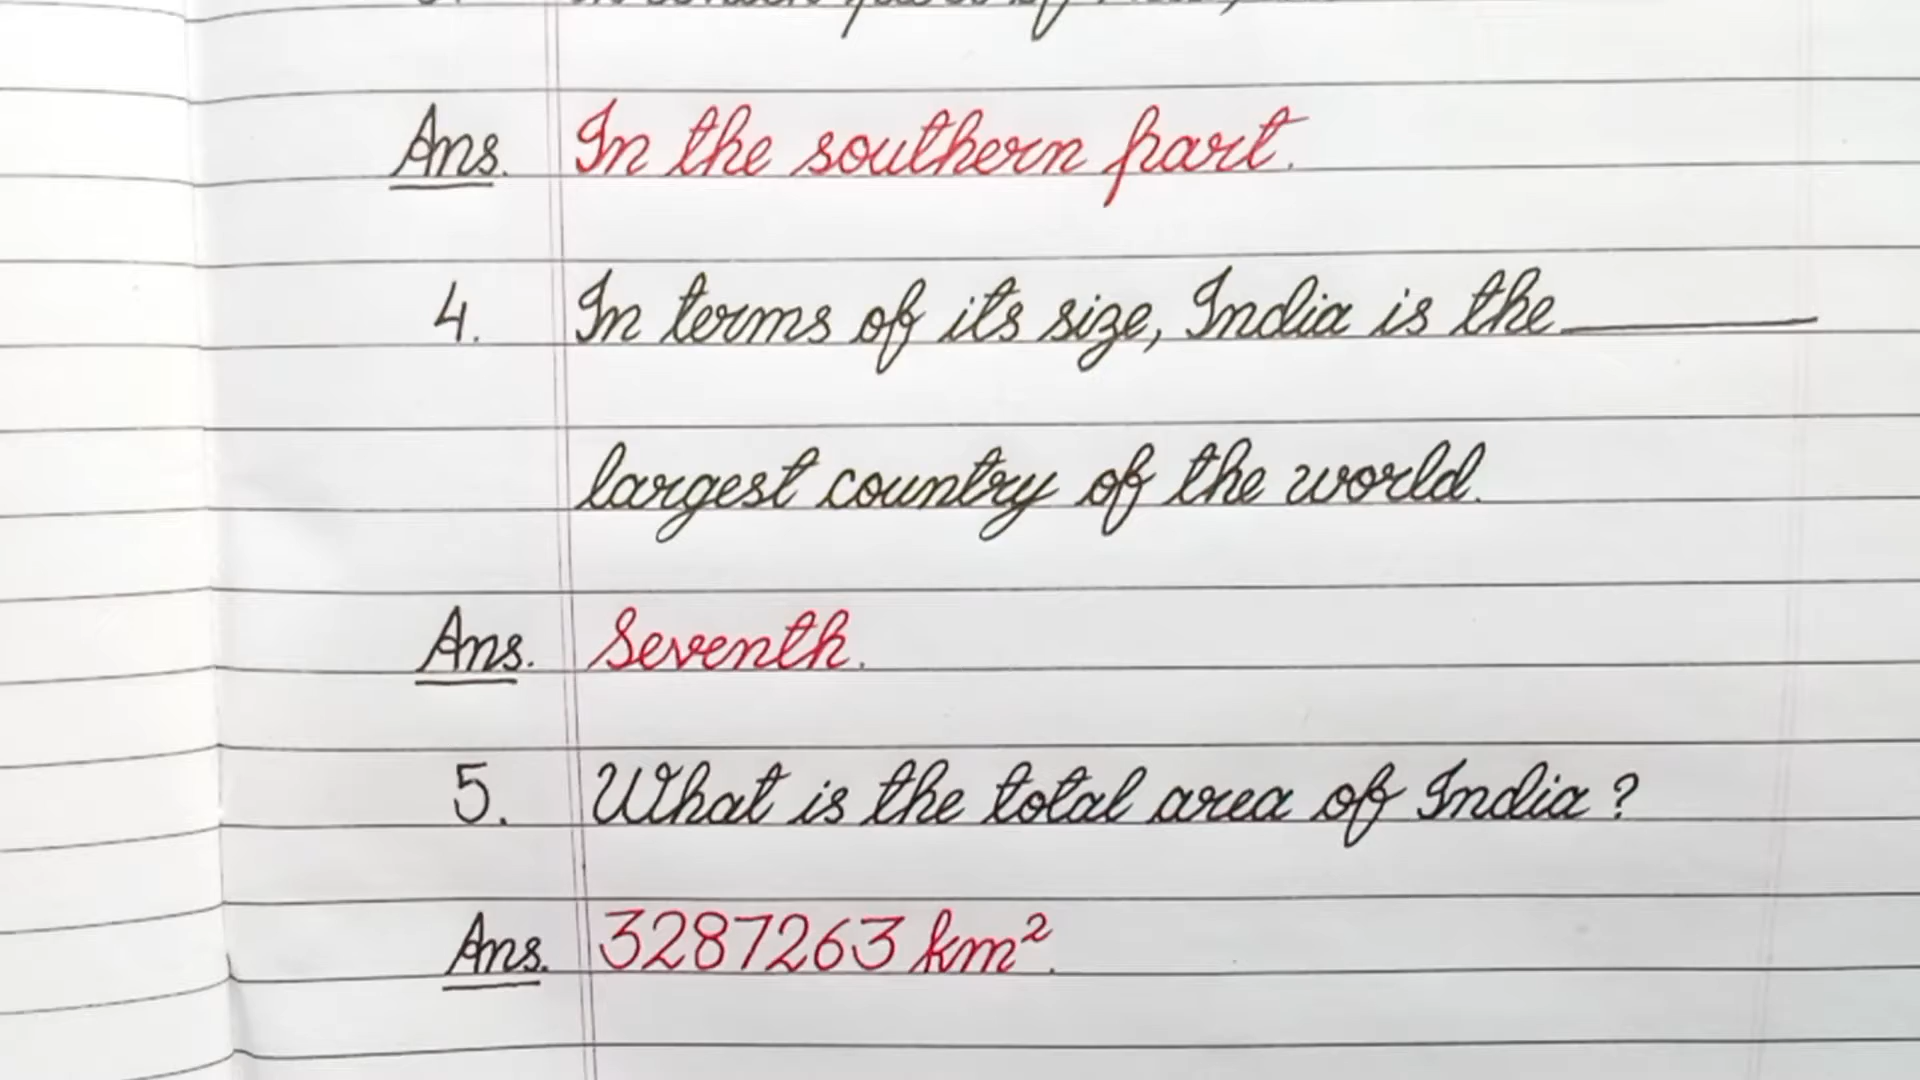 Ans. In the southern part.
4. In terms of its size, India is the ________
largest country of the world.
Ans. Seventh.
5. What is the total area of India?
Ans. 3287263 km².